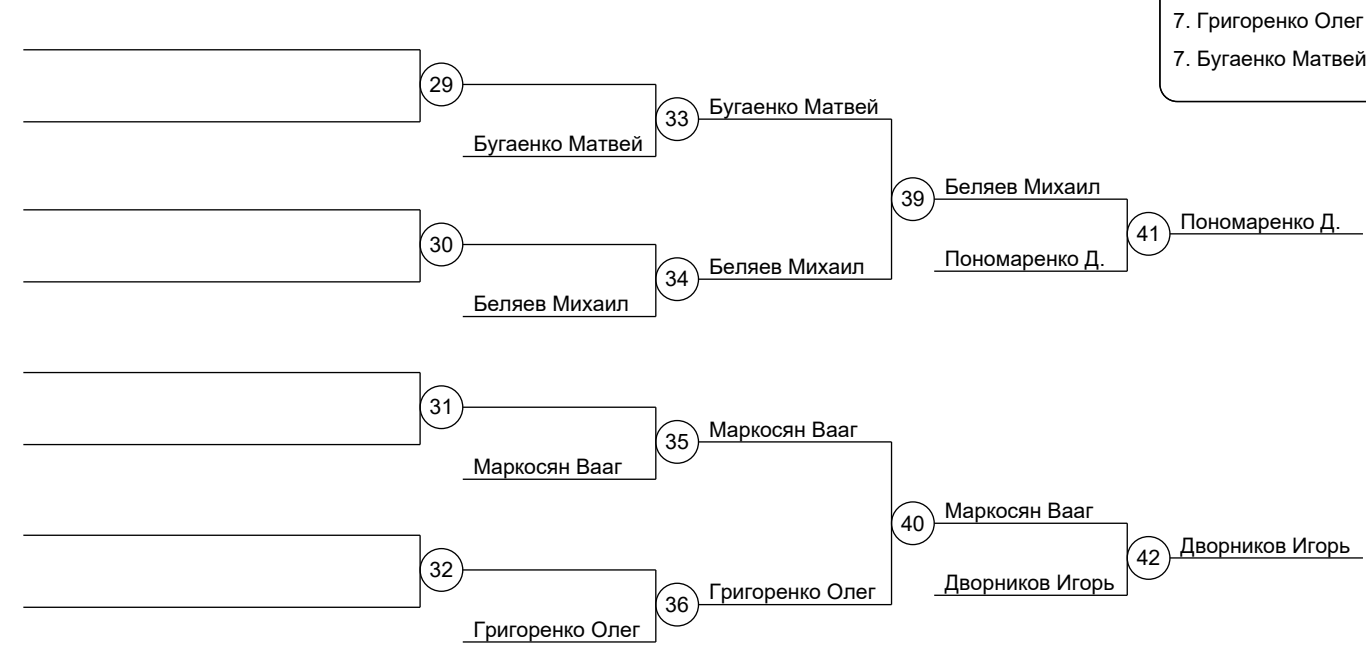 7. Григоренко Олег
7. Бугаенко Матвей
29
33
Бугаенко Матвей
Бугаенко Матвей
39
Беляев Михаил
30
41
Пономаренко Д.
34
Беляев Михаил
Пономаренко Д.
Беляев Михаил
31
35
Маркосян Вааг
Маркосян Вааг
40
Маркосян Вааг
32
42
Дворников Игорь
36
Григоренко Олег
Дворников Игорь
Григоренко Олег